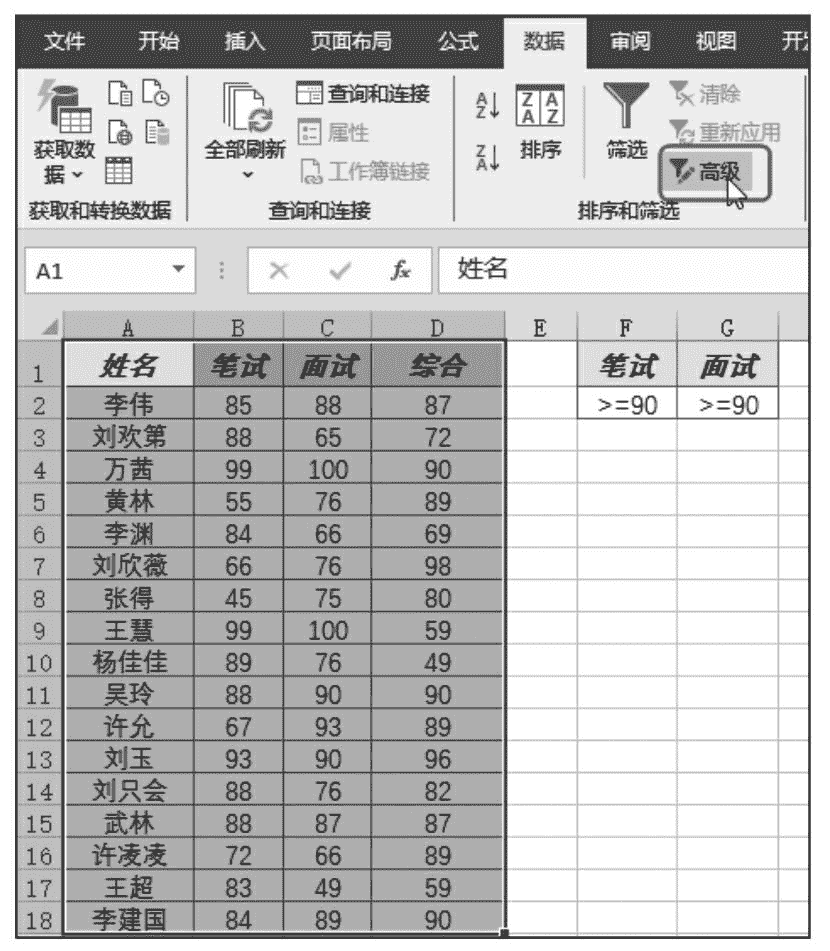 文件 开始 插入 页面布局 公式 数据 审阅 视图 开发
获取数据
全部刷新
查询和连接
属性
工作簿链接
排序
筛选
清除
重新应用
高级
获取和转换数据 查询和连接 排序和筛选
A1 fx 姓名
A B C D E F G
1 姓名 笔试 面试 综合 笔试 面试
2 李伟 85 88 87 >=90 >=90
3 刘欢第 88 65 72
4 万茜 99 100 90
5 黄林 55 76 89
6 李渊 84 66 69
7 刘欣薇 66 76 98
8 张得 45 75 80
9 王慧 99 100 59
10 杨佳佳 89 76 49
11 吴玲 88 90 90
12 许允 67 93 89
13 刘玉 93 90 96
14 刘只会 88 76 82
15 武林 88 87 87
16 许凌凌 72 66 89
17 王超 83 49 59
18 李建国 84 89 90